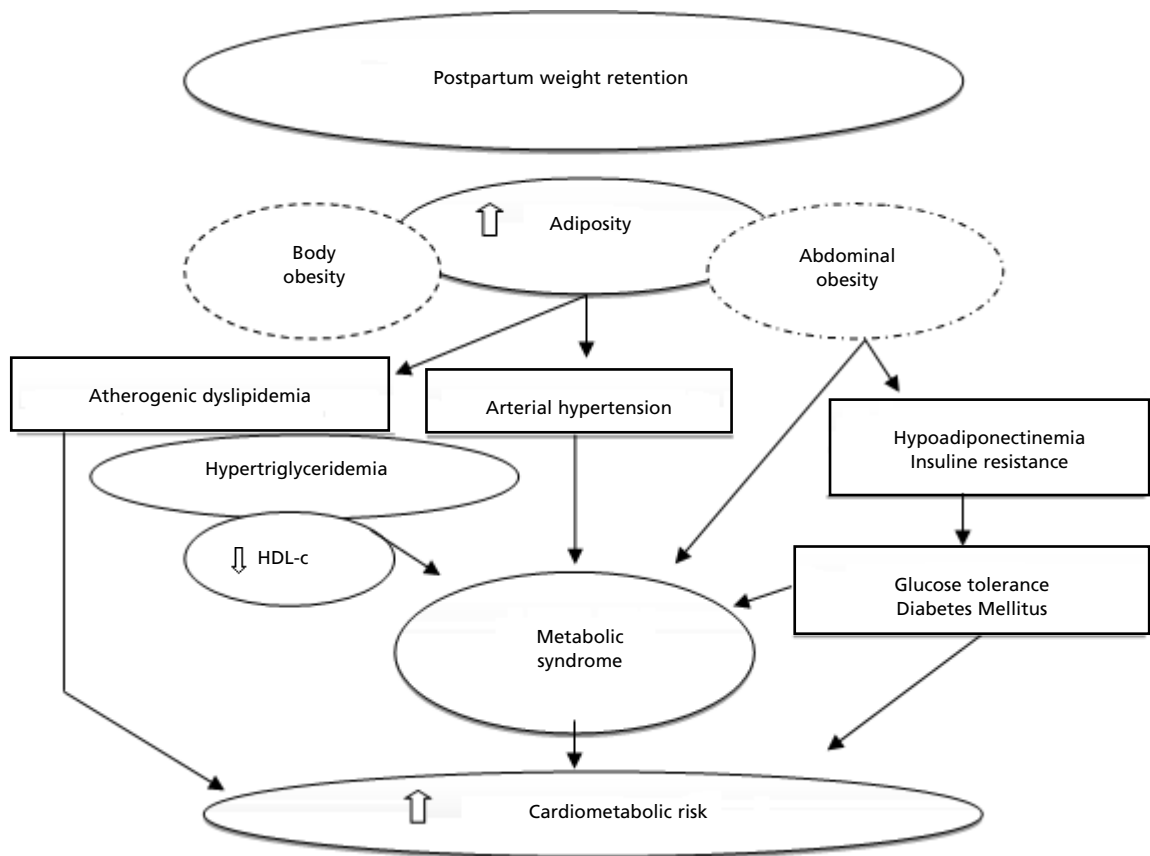 Postpartum weight retention
Adiposity
Body
obesity
Abdominal
obesity
Atherogenic dyslipidemia
Arterial hypertension
Hypoadiponectinemia
Insuline resistance
Hypertriglyceridemia
HDL-c
Glucose tolerance
Diabetes Mellitus
Metabolic
syndrome
Cardiometabolic risk